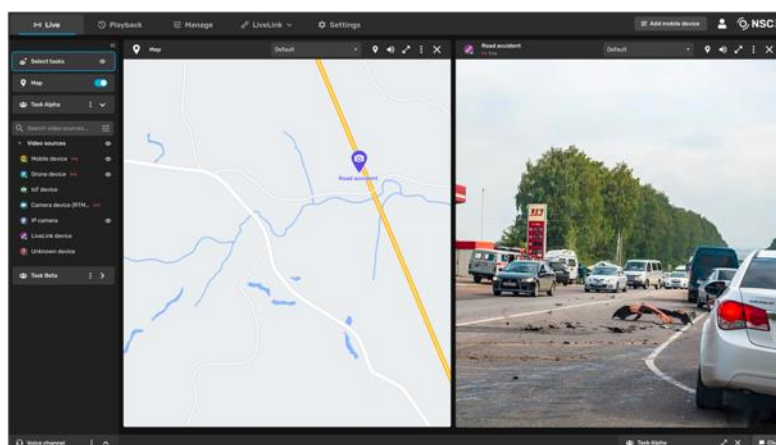 Live
Playback
Manage
LiveLink
Settings
Add mobile device
NSC
Select tasks
Map
Task Alpha
Search video sources...
Video sources
Mobile device
Drone device
IoT device
Camera device (RTM...
IP camera
LiveLink device
Unknown device
Task Beta
Voice channel
Map
Default
Road accident
Road accident
live
Default
Task Alpha